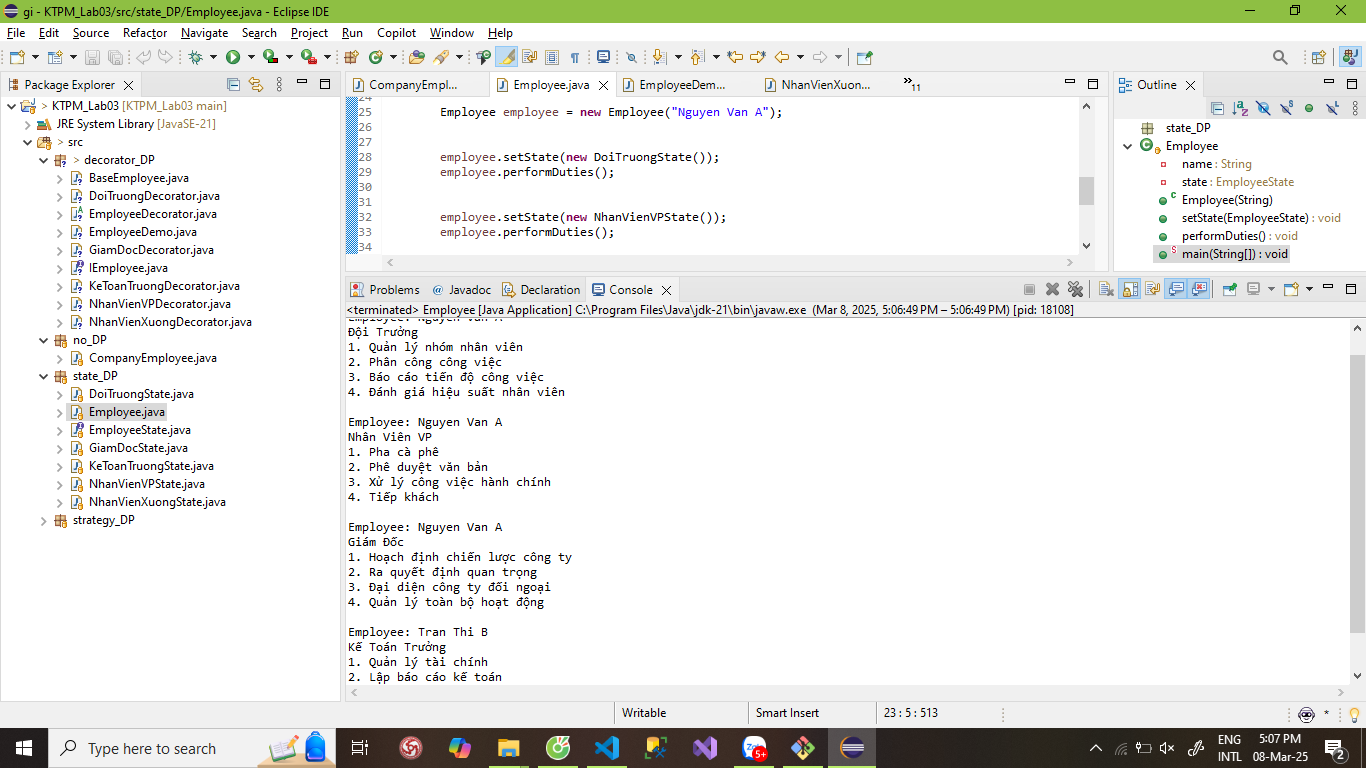 gi - KTPM_Lab03/src/state_DP/Employee.java - Eclipse IDE
File Edit Source Refactor Navigate Search Project Run Copilot Window Help
Package Explorer
KTPM_Lab03 [KTPM_Lab03 main]
JRE System Library [JavaSE-21]
> src
> decorator_DP
BaseEmployee.java
DoiTruongDecorator.java
EmployeeDecorator.java
EmployeeDemo.java
GiamDocDecorator.java
IEmployee.java
KeToanTruongDecorator.java
NhanVienVPDecorator.java
NhanVienXuongDecorator.java
no_DP
CompanyEmployee.java
state_DP
DoiTruongState.java
Employee.java
EmployeeState.java
GiamDocState.java
KeToanTruongState.java
NhanVienVPState.java
NhanVienXuongState.java
strategy_DP
CompanyEmpl... Employee.java EmployeeDem... NhanVienXuon... »11
24
25 Employee employee = new Employee("Nguyen Van A");
26
27
28 employee.setState(new DoiTruongState());
29 employee.performDuties();
30
31
32 employee.setState(new NhanVienVPState());
33 employee.performDuties();
34
Outline
state_DP
Employee
name : String
state : EmployeeState
Employee(String)
setState(EmployeeState) : void
performDuties() : void
main(String[]) : void
Problems @ Javadoc Declaration Console
<terminated> Employee [Java Application] C:\Program Files\Java\jdk-21\bin\javaw.exe (Mar 8, 2025, 5:06:49 PM – 5:06:49 PM) [pid: 18108]
Employee: Nguyen Van A
Đội Trưởng
1. Quản lý nhóm nhân viên
2. Phân công công việc
3. Báo cáo tiến độ công việc
4. Đánh giá hiệu suất nhân viên
Employee: Nguyen Van A
Nhân Viên VP
1. Pha cà phê
2. Phê duyệt văn bản
3. Xử lý công việc hành chính
4. Tiếp khách
Employee: Nguyen Van A
Giám Đốc
1. Hoạch định chiến lược công ty
2. Ra quyết định quan trọng
3. Đại diện công ty đối ngoại
4. Quản lý toàn bộ hoạt động
Employee: Tran Thi B
Kế Toán Trưởng
1. Quản lý tài chính
2. Lập báo cáo kế toán
Writable Smart Insert 23 : 5 : 513
Type here to search
5+
ENG
INTL
5:07 PM
08-Mar-25
2